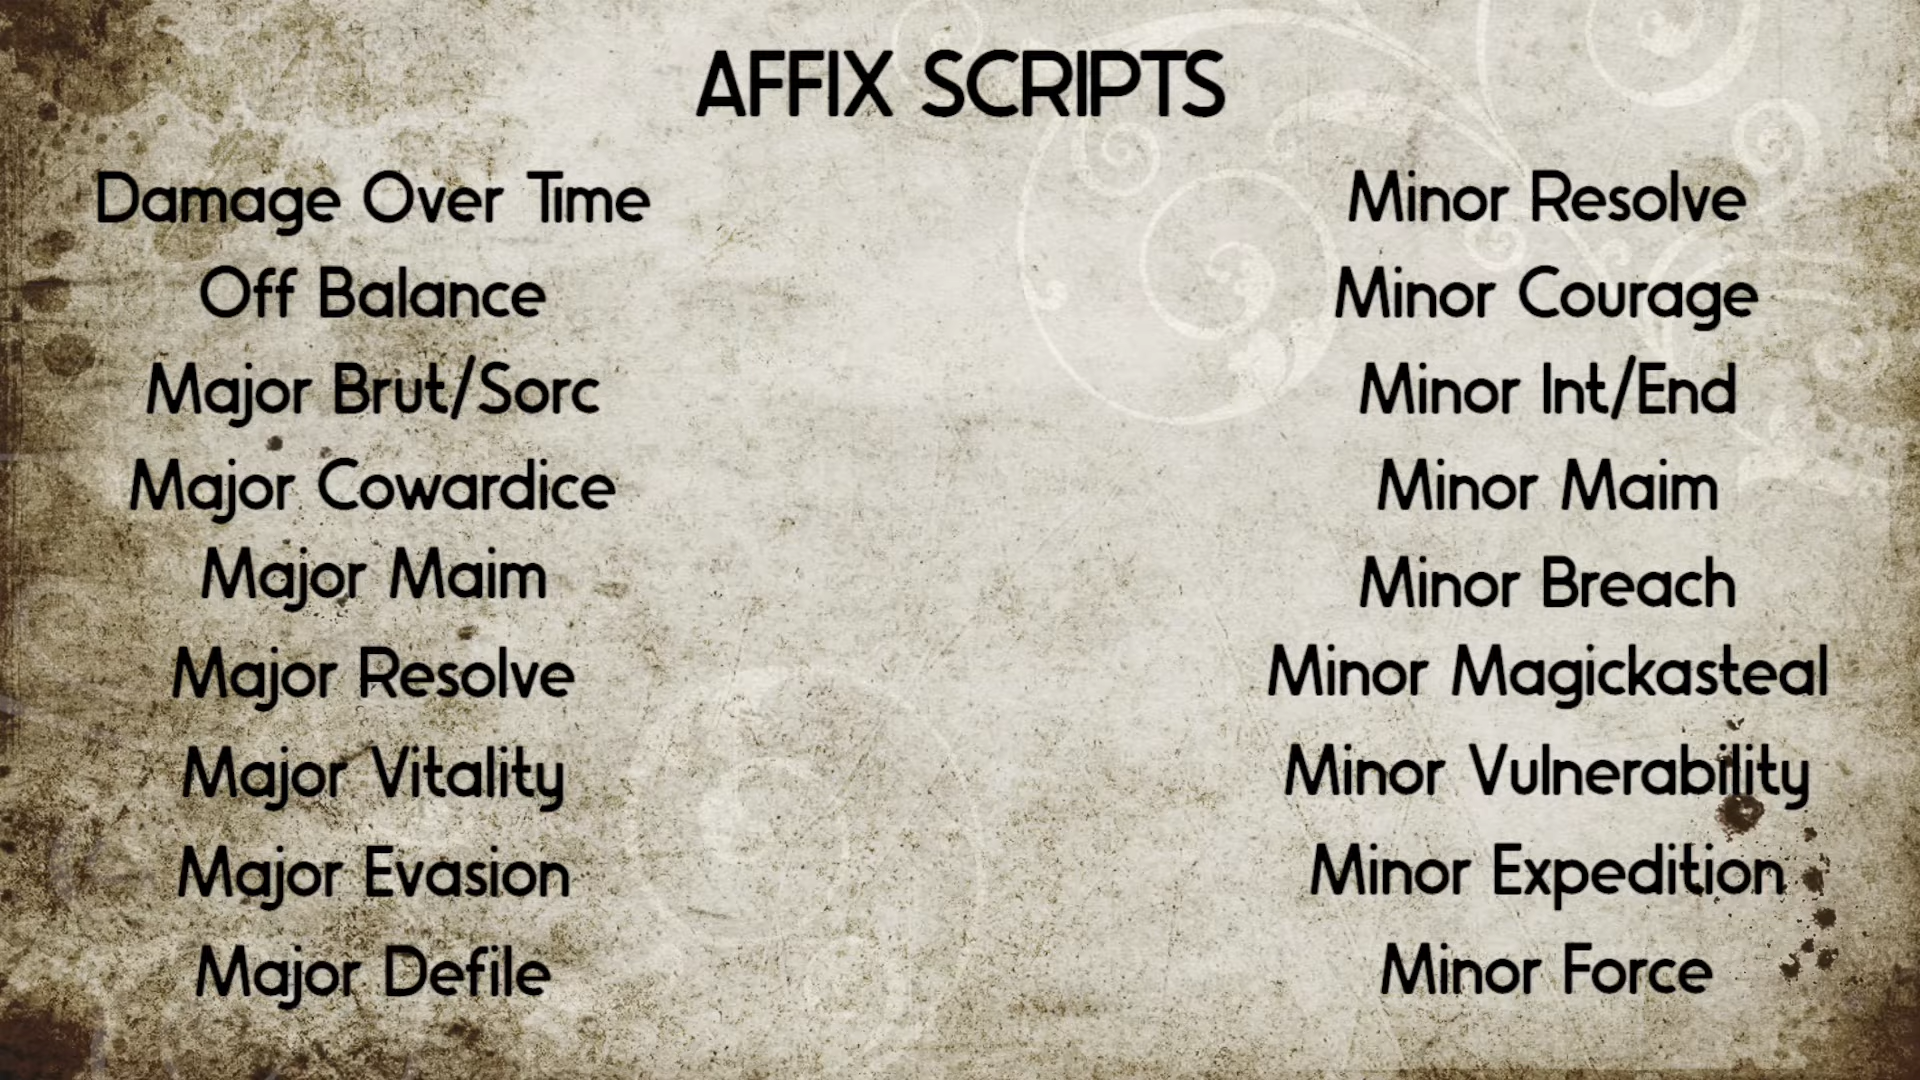 AFFIX SCRIPTS
Damage Over Time
Off Balance
Major Brut/Sorc
Major Cowardice
Major Maim
Major Resolve
Major Vitality
Major Evasion
Major Defile
Minor Resolve
Minor Courage
Minor Int/End
Minor Maim
Minor Breach
Minor Magickasteal
Minor Vulnerability
Minor Expedition
Minor Force